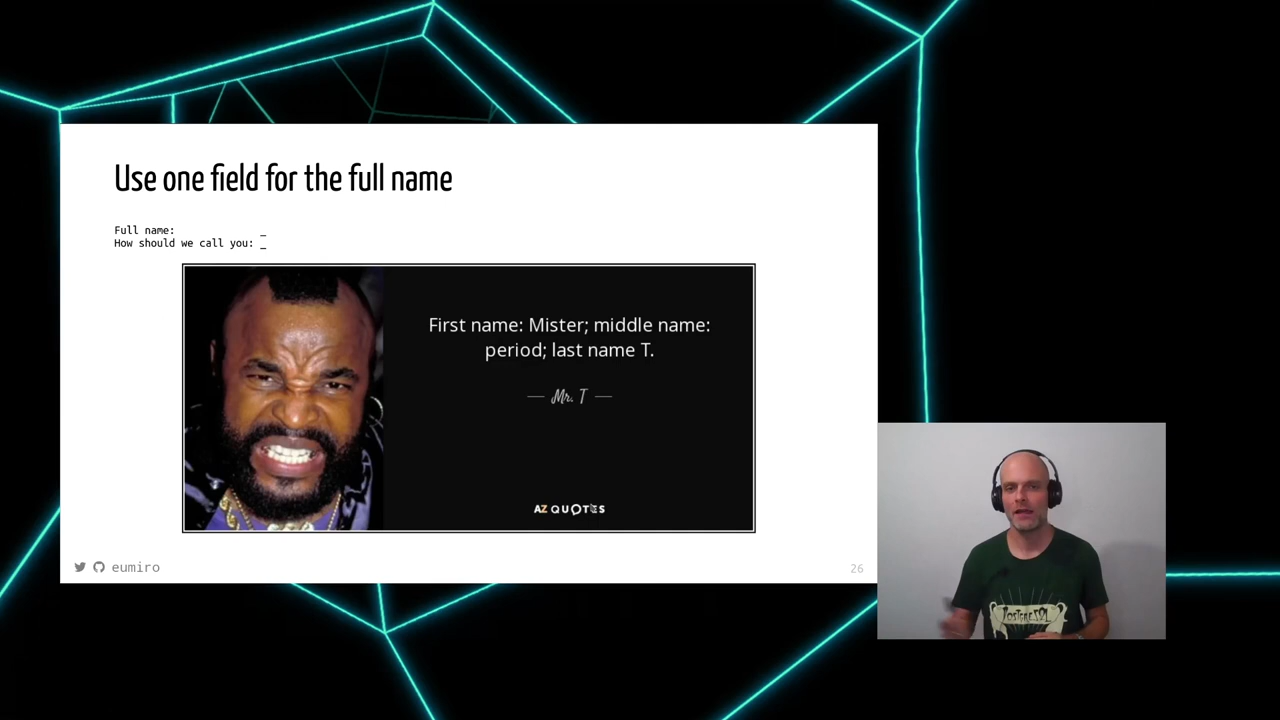 Use one field for the full name
Full name: _
How should we call you: _
First name: Mister; middle name:
period; last name T.
— Mr. T —
AZ QUOTES
eumiro
26
PostgreSQL